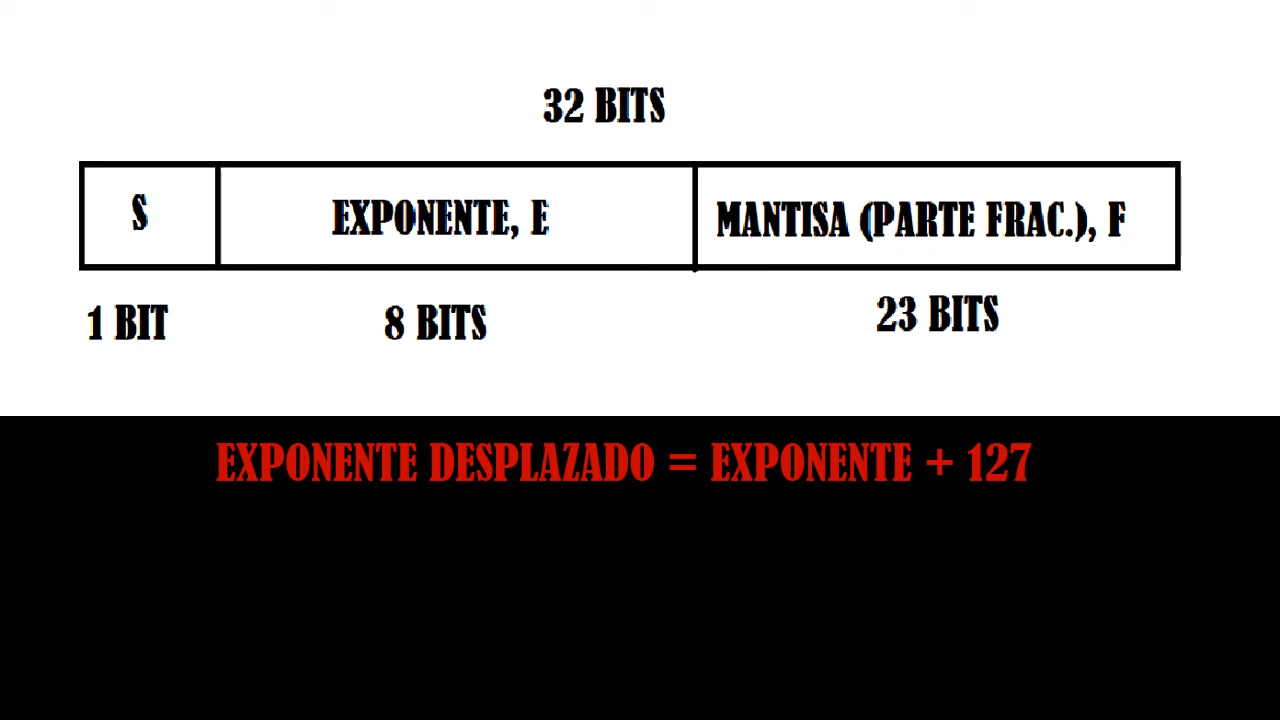 32 BITS
S
EXPONENTE, E
MANTISA (PARTE FRAC.), F
1 BIT
8 BITS
23 BITS
EXPONENTE DESPLAZADO = EXPONENTE + 127